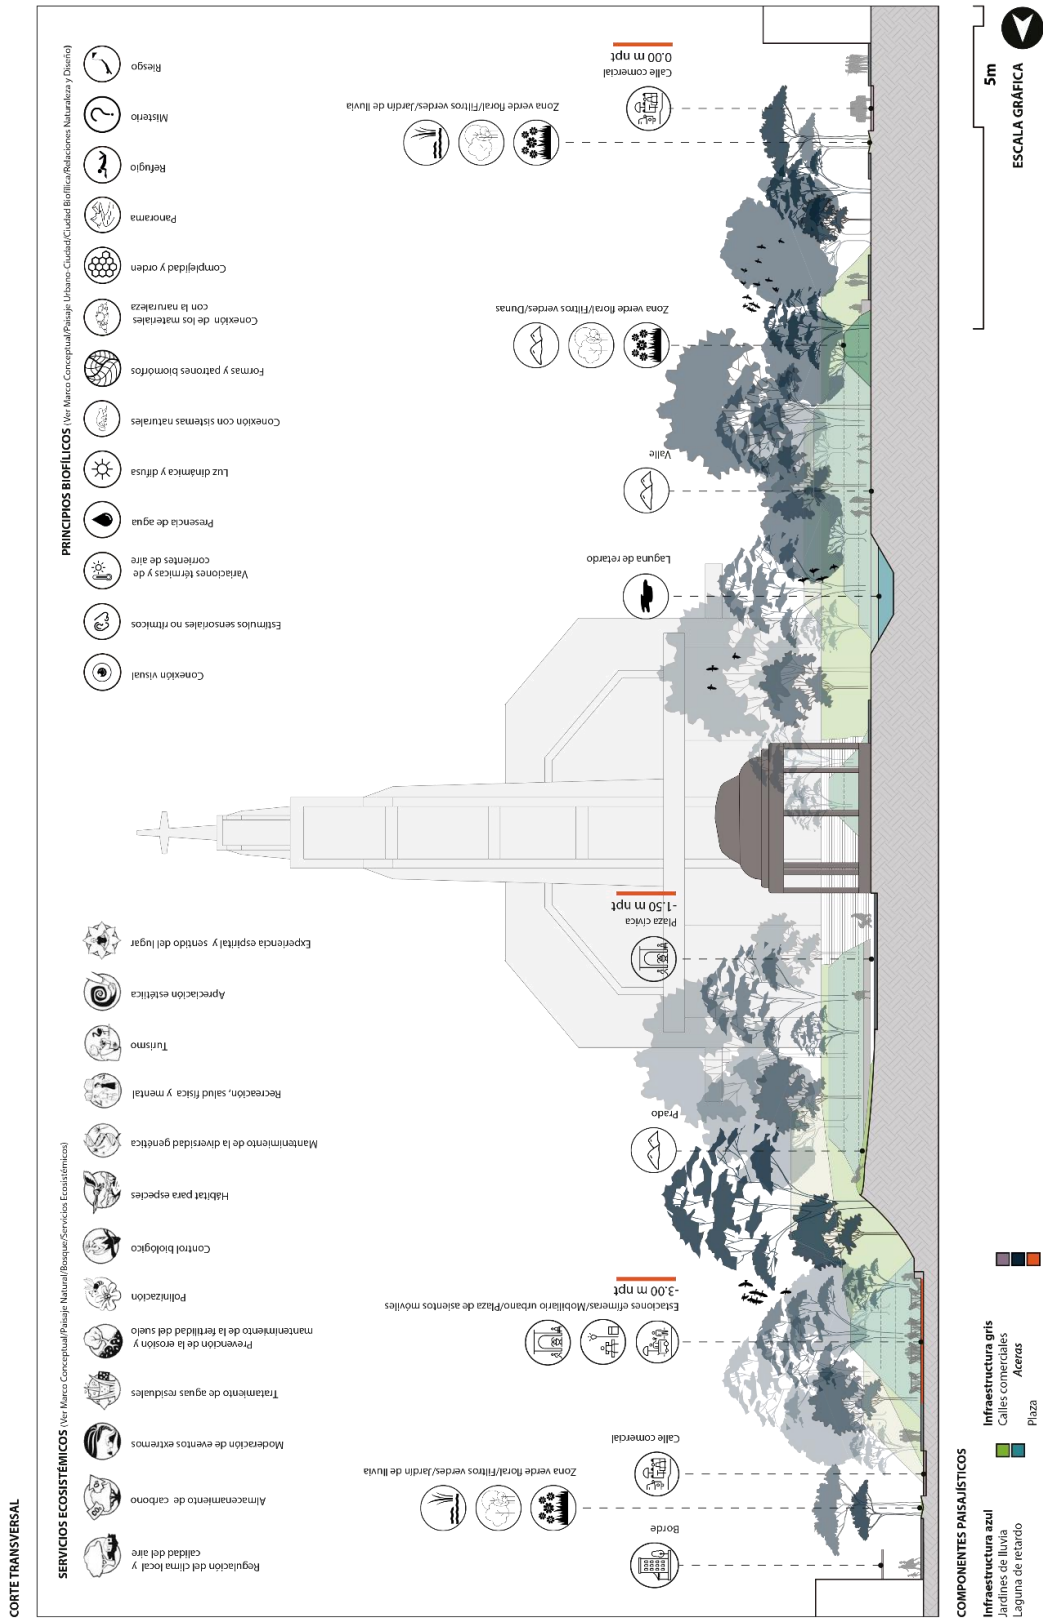 CORTE TRANSVERSAL
SERVICIOS ECOSISTÉMICOS (Ver Marco Conceptual/Paisaje Natural/Bosque/Servicios Ecosistémicos)
Regulación del clima local y
calidad del aire
Almacenamiento de carbono
Moderación de eventos extremos
Tratamiento de aguas residuales
Prevención de la erosión y
mantenimiento de la fertilidad del suelo
Polinización
Control biológico
Hábitat para especies
Mantenimiento de la diversidad genética
Recreación, salud física y mental
Turismo
Apreciación estética
Experiencia espirital y sentido del lugar
PRINCIPIOS BIOFÍLICOS (Ver Marco Conceptual/Paisaje Urbano-Ciudad/Ciudad Biofílica/Relaciones Naturaleza y Diseño)
Conexión visual
Estímulos sensoriales no rítmicos
Variaciones térmicas y de
corrientes de aire
Presencia de agua
Luz dinámica y difusa
Conexión con sistemas naturales
Formas y patrones biomórfos
Conexión de los materiales
con la naruraleza
Complejidad y orden
Panorama
Refugio
Misterio
Riesgo
Borde
Zona verde floral/Filtros verdes/Jardín de lluvia
Calle comercial
Estaciones efímeras/Mobiliario urbano/Plaza de asientos móviles
-3.00 m npt
Prado
Plaza cívica
-1.50 m npt
Laguna de retardo
Valle
Zona verde floral/Filtros verdes/Dunas
Zona verde floral/Filtros verdes/Jardín de lluvia
Calle comercial
0.00 m npt
COMPONENTES PAISAJÍSTICOS
Infraestructura azul
Jardines de lluvia
Laguna de retardo
Infraestructura gris
Calles comerciales
Aceras
Plaza
5m
ESCALA GRÁFICA